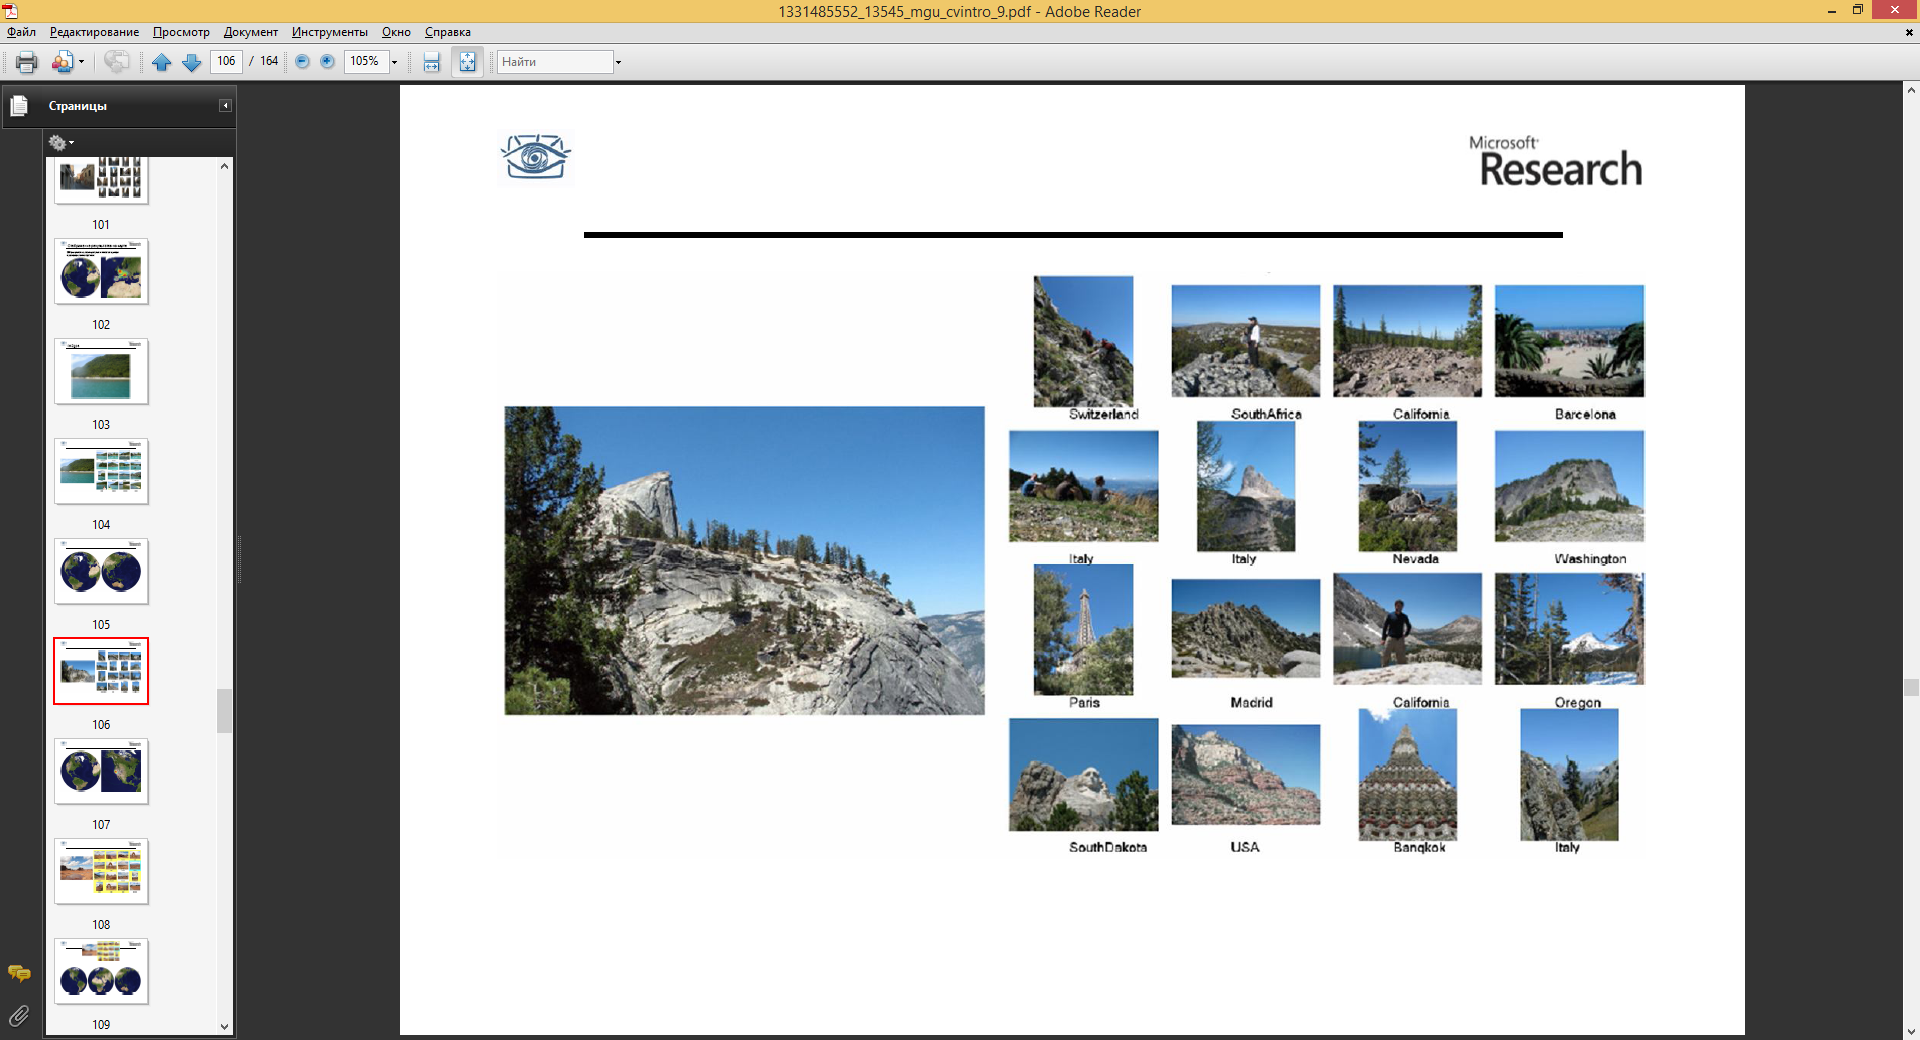 1331485552_13545_mgu_cvintro_9.pdf - Adobe Reader
Файл Редактирование Просмотр Документ Инструменты Окно Справка
106 / 164 105% Найти
Страницы
101
102
103
104
105
106
107
108
109
Microsoft
Research
Switzerland SouthAfrica California Barcelona
Italy Italy Nevada Washington
Paris Madrid California Oregon
SouthDakota USA Bangkok Italy